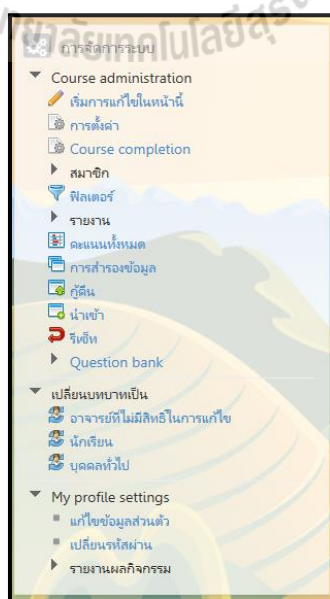 การจัดการระบบ
Course administration
เริ่มการแก้ไขในหน้านี้
การตั้งค่า
Course completion
สมาชิก
ฟิลเตอร์
รายงาน
คะแนนทั้งหมด
การสำรองข้อมูล
กู้คืน
นำเข้า
รีเซ็ท
Question bank
เปลี่ยนบทบาทเป็น
อาจารย์ที่ไม่มีสิทธิในการแก้ไข
นักเรียน
บุคคลทั่วไป
My profile settings
แก้ไขข้อมูลส่วนตัว
เปลี่ยนรหัสผ่าน
รายงานผลกิจกรรม